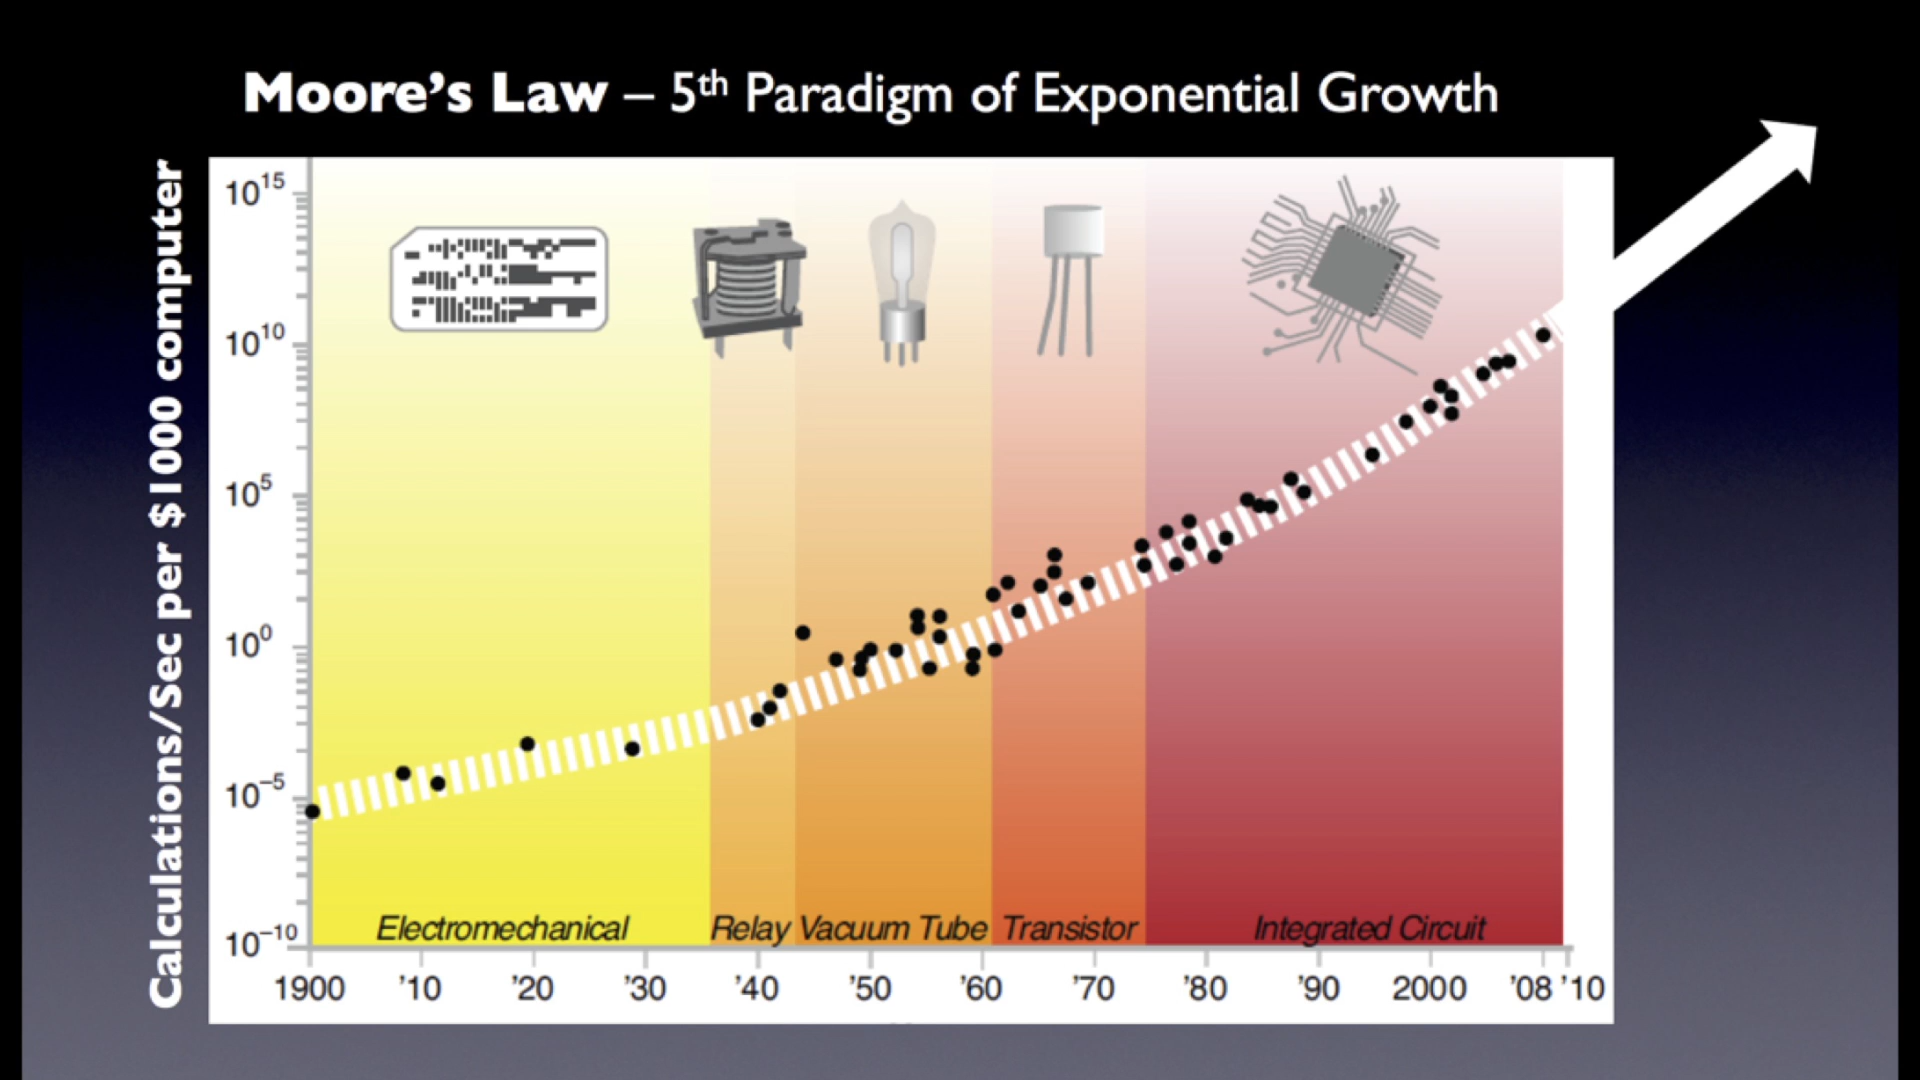 Moore's Law – 5th Paradigm of Exponential Growth
Calculations/Sec per $1000 computer
10^15
10^10
10^5
10^0
10^–5
10^–10
Electromechanical Relay Vacuum Tube Transistor Integrated Circuit
1900 '10 '20 '30 '40 '50 '60 '70 '80 '90 2000 '08 '10